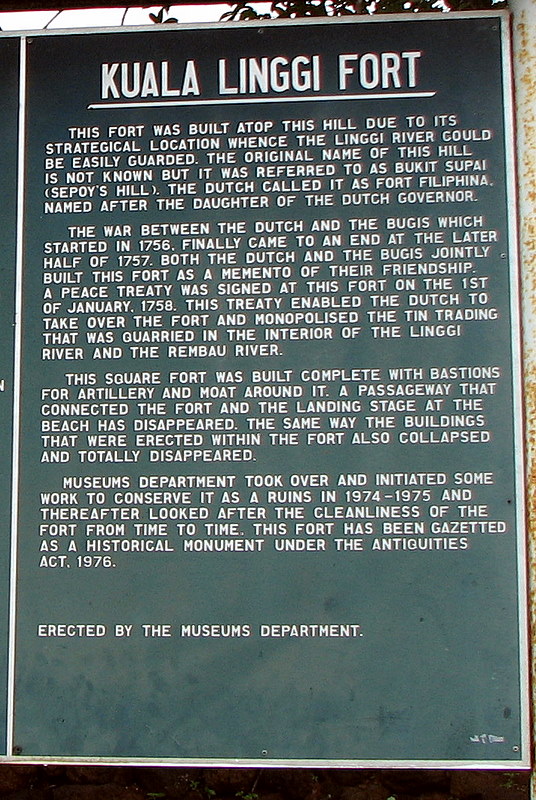 KUALA LINGGI FORT
THIS FORT WAS BUILT ATOP THIS HILL DUE TO ITS
STRATEGICAL LOCATION WHENCE THE LINGGI RIVER COULD
BE EASILY GUARDED. THE ORIGINAL NAME OF THIS HILL
IS NOT KNOWN BUT IT WAS REFERRED TO AS BUKIT SUPAI
(SEPOY'S HILL). THE DUTCH CALLED IT AS FORT FILIPHINA,
NAMED AFTER THE DAUGHTER OF THE DUTCH GOVERNOR.
THE WAR BETWEEN THE DUTCH AND THE BUGIS WHICH
STARTED IN 1756, FINALLY CAME TO AN END AT THE LATER
HALF OF 1757. BOTH THE DUTCH AND THE BUGIS JOINTLY
BUILT THIS FORT AS A MEMENTO OF THEIR FRIENDSHIP.
A PEACE TREATY WAS SIGNED AT THIS FORT ON THE 1ST
OF JANUARY, 1758. THIS TREATY ENABLED THE DUTCH TO
TAKE OVER THE FORT AND MONOPOLISED THE TIN TRADING
THAT WAS QUARRIED IN THE INTERIOR OF THE LINGGI
RIVER AND THE REMBAU RIVER.
THIS SQUARE FORT WAS BUILT COMPLETE WITH BASTIONS
FOR ARTILLERY AND MOAT AROUND IT. A PASSAGEWAY THAT
CONNECTED THE FORT AND THE LANDING STAGE AT THE
BEACH HAS DISAPPEARED. THE SAME WAY THE BUILDINGS
THAT WERE ERECTED WITHIN THE FORT ALSO COLLAPSED
AND TOTALLY DISAPPEARED.
MUSEUMS DEPARTMENT TOOK OVER AND INITIATED SOME
WORK TO CONSERVE IT AS A RUINS IN 1974-1975 AND
THEREAFTER LOOKED AFTER THE CLEANLINESS OF THE
FORT FROM TIME TO TIME. THIS FORT HAS BEEN GAZETTED
AS A HISTORICAL MONUMENT UNDER THE ANTIQUITIES
ACT, 1976.
ERECTED BY THE MUSEUMS DEPARTMENT.